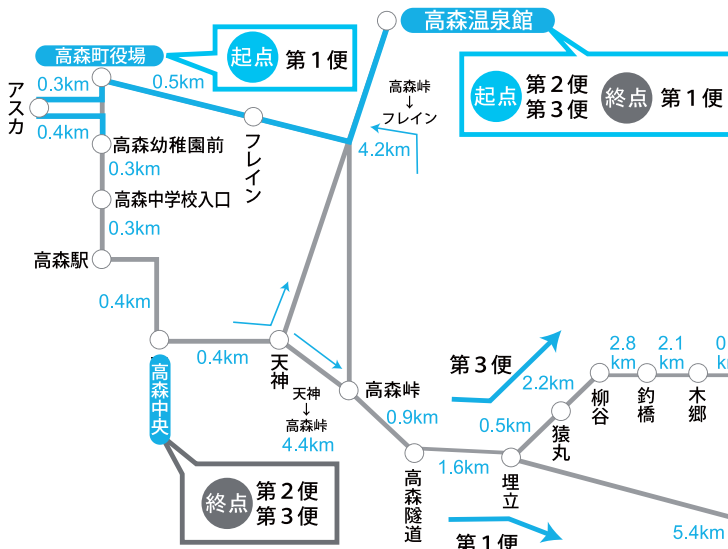 高森温泉館
起点
第2便
第3便
終点
第1便
高森町役場
起点
第1便
アスカ
0.3km
0.4km
0.5km
フレイン
高森峠
↓
フレイン
4.2km
高森幼稚園前
0.3km
高森中学校入口
0.3km
高森駅
0.4km
高森中央
0.4km
天神
天神
↓
高森峠
4.4km
高森峠
0.9km
高森隧道
1.6km
埋立
第3便
0.5km
猿丸
2.2km
柳谷
2.8
km
釣橋
2.1
km
木郷
5.4km
第1便
終点
第2便
第3便